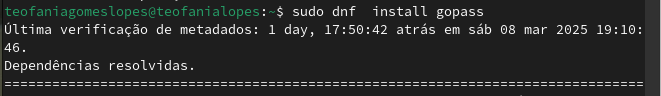 teofaniagomeslopes@teofanialopes:~$ sudo dnf  install gopass
Última verificação de metadados: 1 day, 17:50:42 atrás em sáb 08 mar 2025 19:10:
46.
Dependências resolvidas.
================================================================================